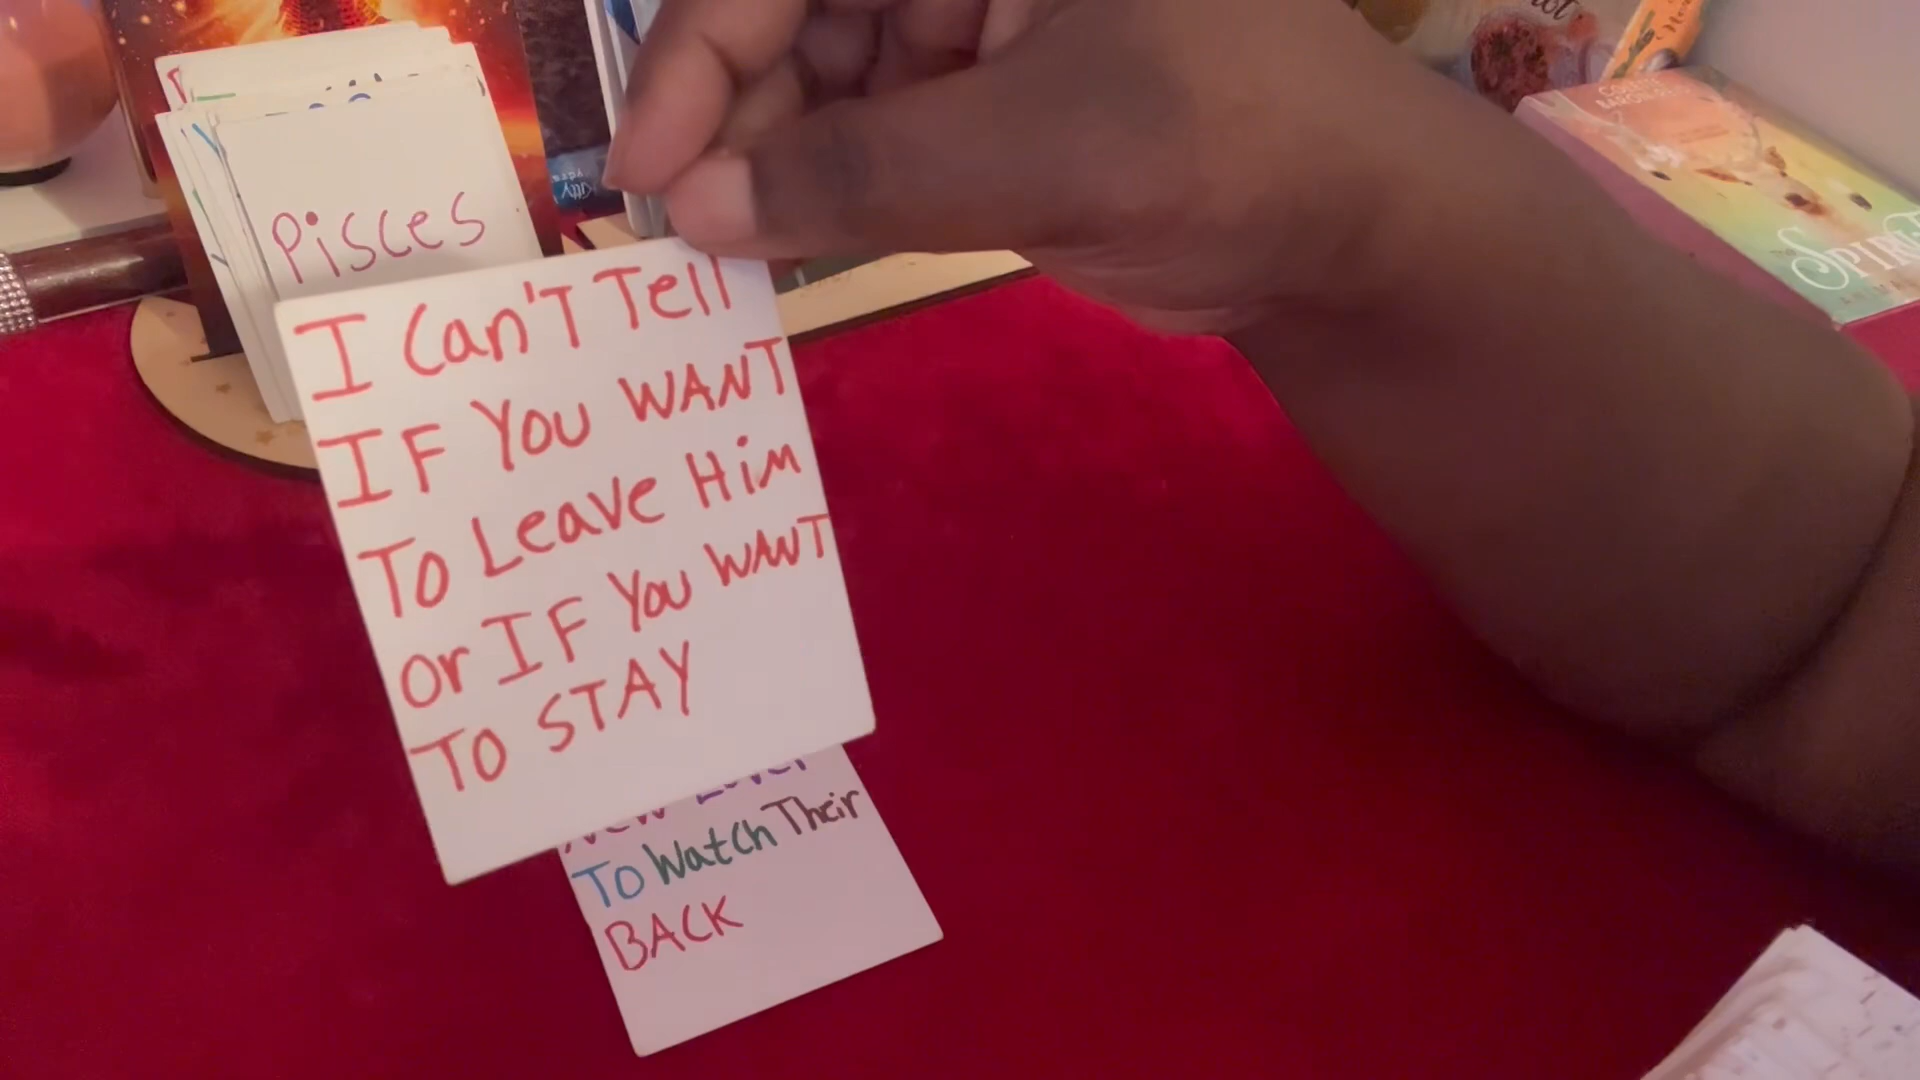 Pisces
I Can't Tell
IF You WANT
To Leave Him
or IF You WANT
To STAY
To Watch Their
BACK
SPIRIT